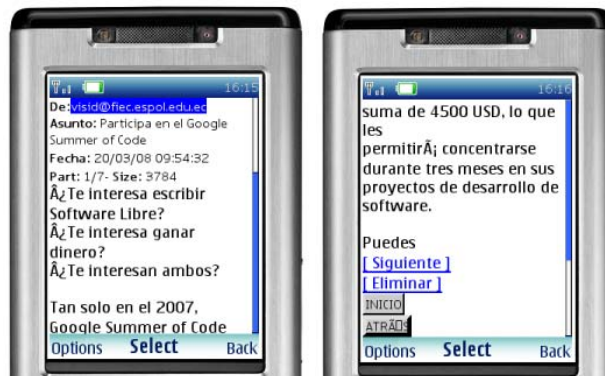 16:15
De:visid@fiec.espol.edu.ec
Asunto: Participa en el Google
Summer of Code
Fecha: 20/03/08 09:54:32
Part: 1/7- Size: 3784
Â¿Te interesa escribir
Software Libre?
Â¿Te interesa ganar
dinero?
Â¿Te interesan ambos?
Tan solo en el 2007,
Google Summer of Code
Options Select Back
16:16
suma de 4500 USD, lo que
les
permitirÃ¡ concentrarse
durante tres meses en sus
proyectos de desarrollo de
software.
Puedes
[ Siguiente ]
[ Eliminar ]
INICIO
ATRÃ�S
Options Select Back